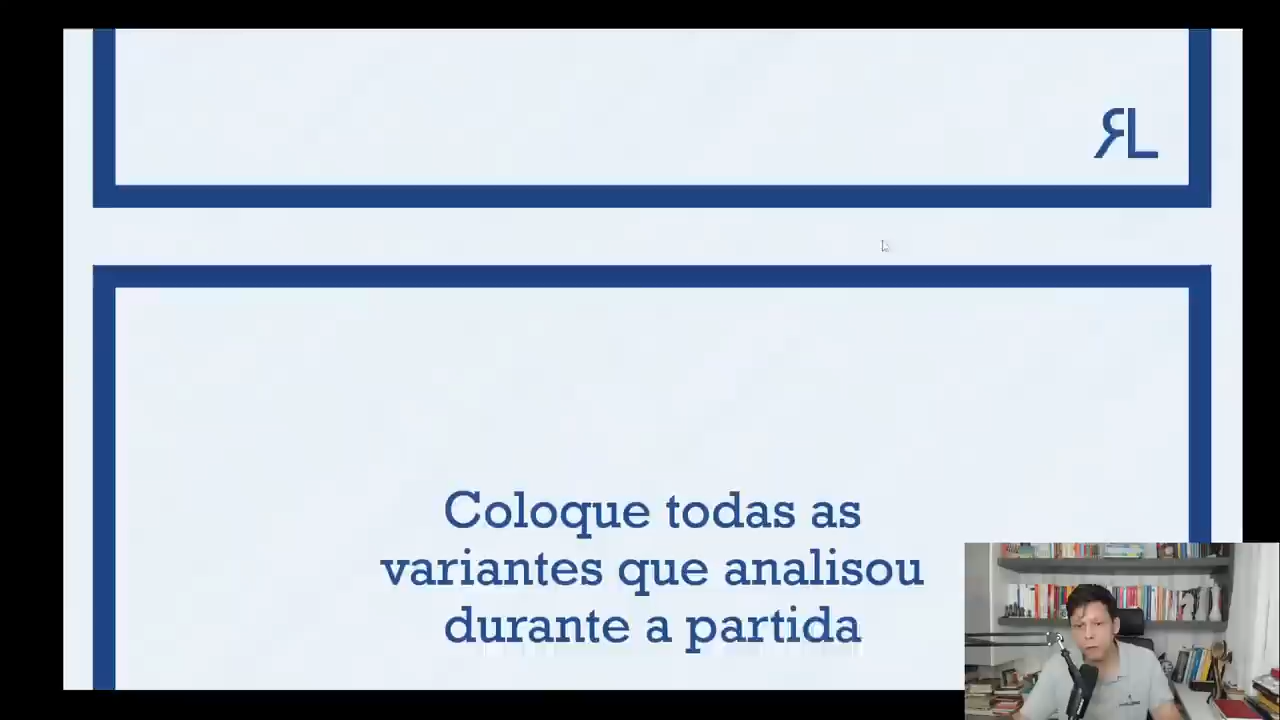 RL
Coloque todas as
variantes que analisou
durante a partida